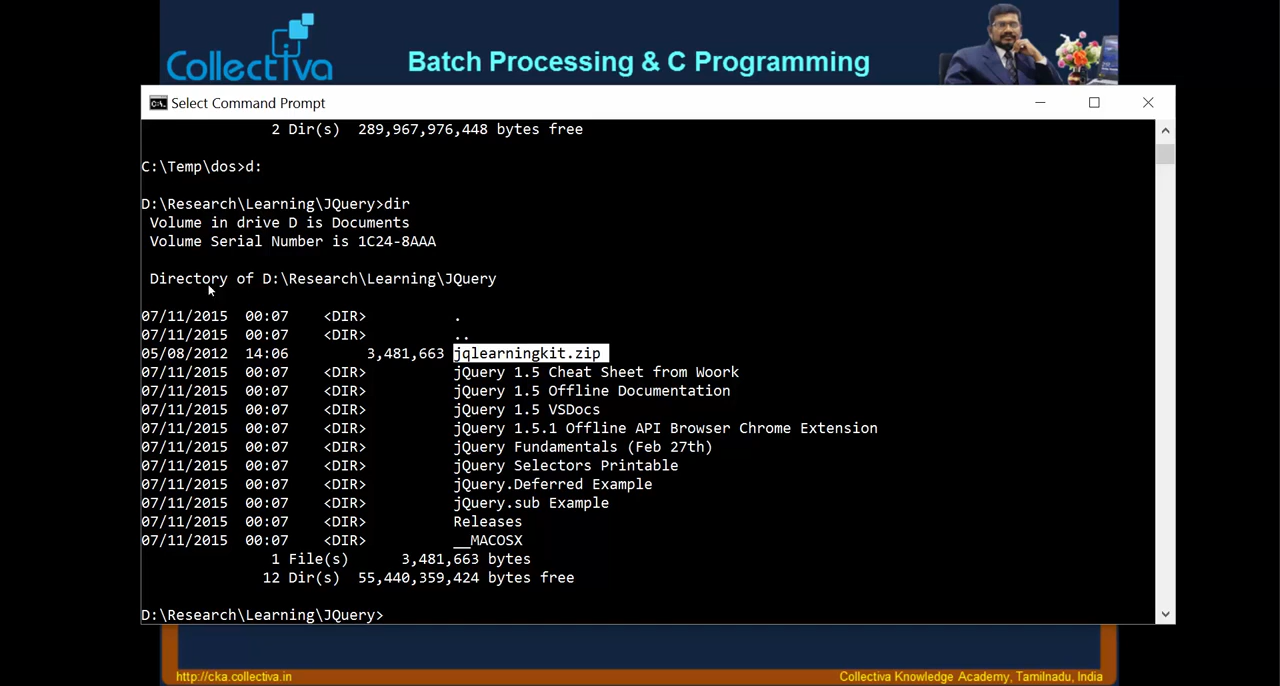 Collectiva
Batch Processing & C Programming
Select Command Prompt
2 Dir(s) 289,967,976,448 bytes free
C:\Temp\dos>d:
D:\Research\Learning\JQuery>dir
Volume in drive D is Documents
Volume Serial Number is 1C24-8AAA
Directory of D:\Research\Learning\JQuery
07/11/2015 00:07 <DIR> .
07/11/2015 00:07 <DIR> ..
05/08/2012 14:06 3,481,663 jqlearningkit.zip
07/11/2015 00:07 <DIR> jQuery 1.5 Cheat Sheet from Woork
07/11/2015 00:07 <DIR> jQuery 1.5 Offline Documentation
07/11/2015 00:07 <DIR> jQuery 1.5 VSDocs
07/11/2015 00:07 <DIR> jQuery 1.5.1 Offline API Browser Chrome Extension
07/11/2015 00:07 <DIR> jQuery Fundamentals (Feb 27th)
07/11/2015 00:07 <DIR> jQuery Selectors Printable
07/11/2015 00:07 <DIR> jQuery.Deferred Example
07/11/2015 00:07 <DIR> jQuery.sub Example
07/11/2015 00:07 <DIR> Releases
07/11/2015 00:07 <DIR> __MACOSX
1 File(s) 3,481,663 bytes
12 Dir(s) 55,440,359,424 bytes free
D:\Research\Learning\JQuery>
http://cka.collectiva.in
Collectiva Knowledge Academy, Tamilnadu, India